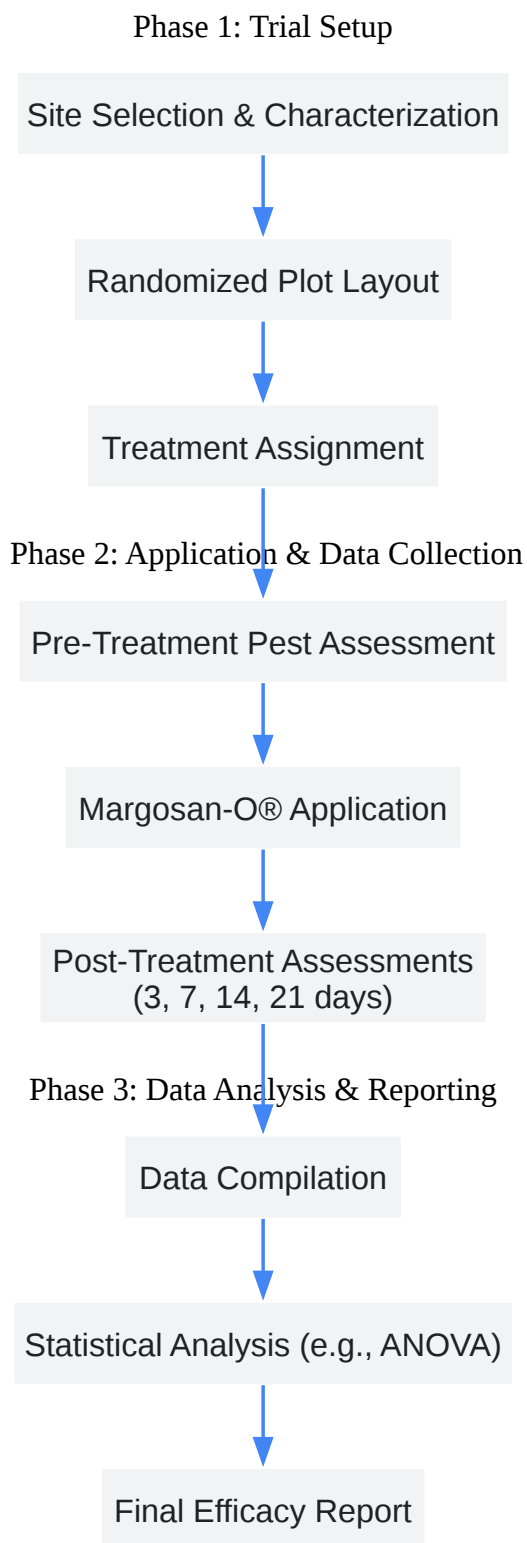 Phase 1: Trial Setup
Site Selection & Characterization
Randomized Plot Layout
Treatment Assignment
Phase 2: Application & Data Collection
Pre-Treatment Pest Assessment
Margosan-O® Application
Post-Treatment Assessments
(3, 7, 14, 21 days)
Phase 3: Data Analysis & Reporting
Data Compilation
Statistical Analysis (e.g., ANOVA)
Final Efficacy Report